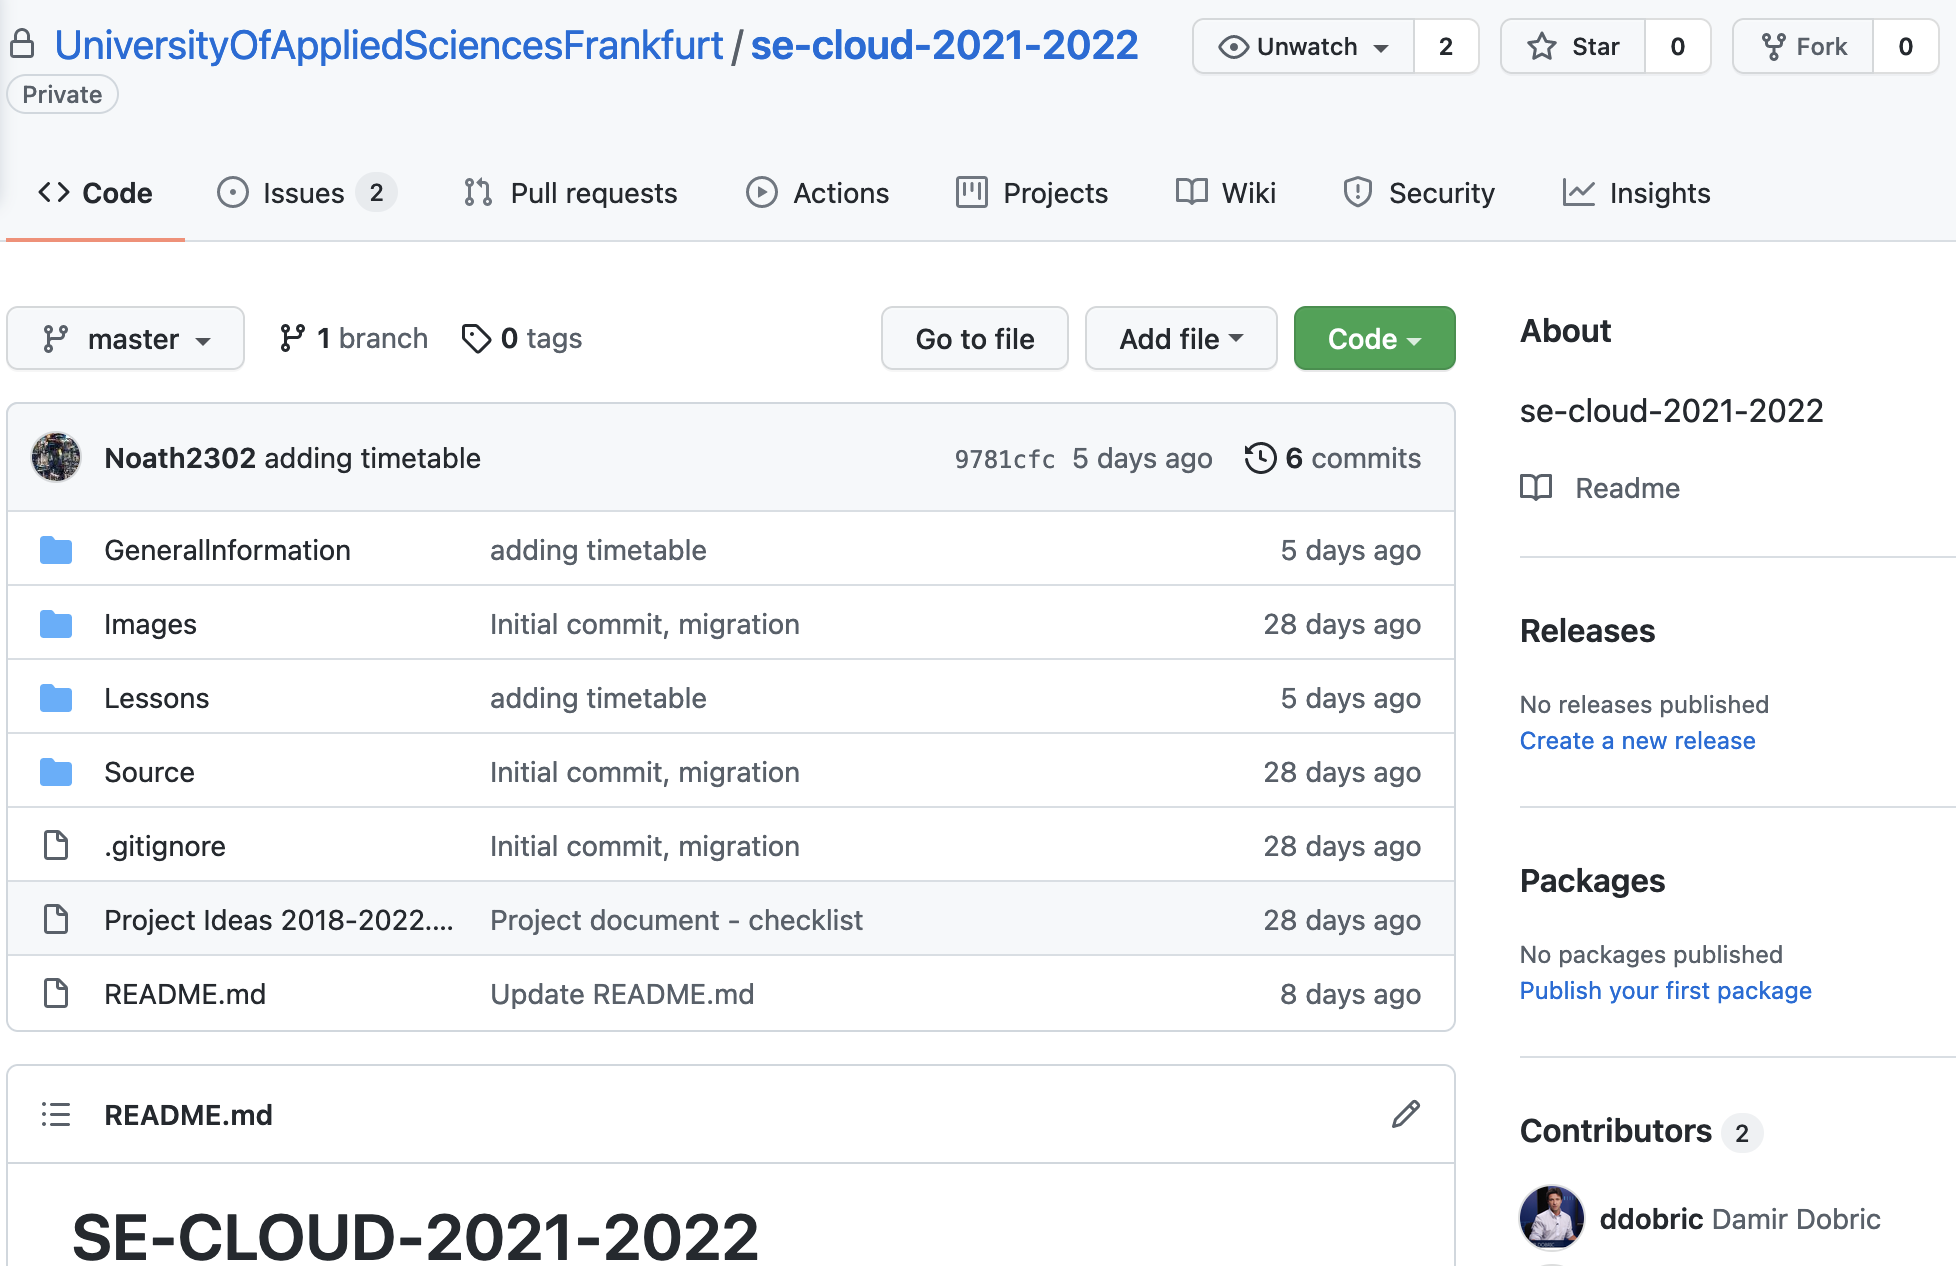 UniversityOfAppliedSciencesFrankfurt / se-cloud-2021-2022
Private
Unwatch 2
Star 0
Fork 0
Code
Issues 2
Pull requests
Actions
Projects
Wiki
Security
Insights
master
1 branch
0 tags
Go to file
Add file
Code
Noath2302 adding timetable 9781cfc 5 days ago 6 commits
GeneralInformation adding timetable 5 days ago
Images Initial commit, migration 28 days ago
Lessons adding timetable 5 days ago
Source Initial commit, migration 28 days ago
.gitignore Initial commit, migration 28 days ago
Project Ideas 2018-2022.... Project document - checklist 28 days ago
README.md Update README.md 8 days ago
README.md
SE-CLOUD-2021-2022
About
se-cloud-2021-2022
Readme
Releases
No releases published
Create a new release
Packages
No packages published
Publish your first package
Contributors 2
ddobric Damir Dobric